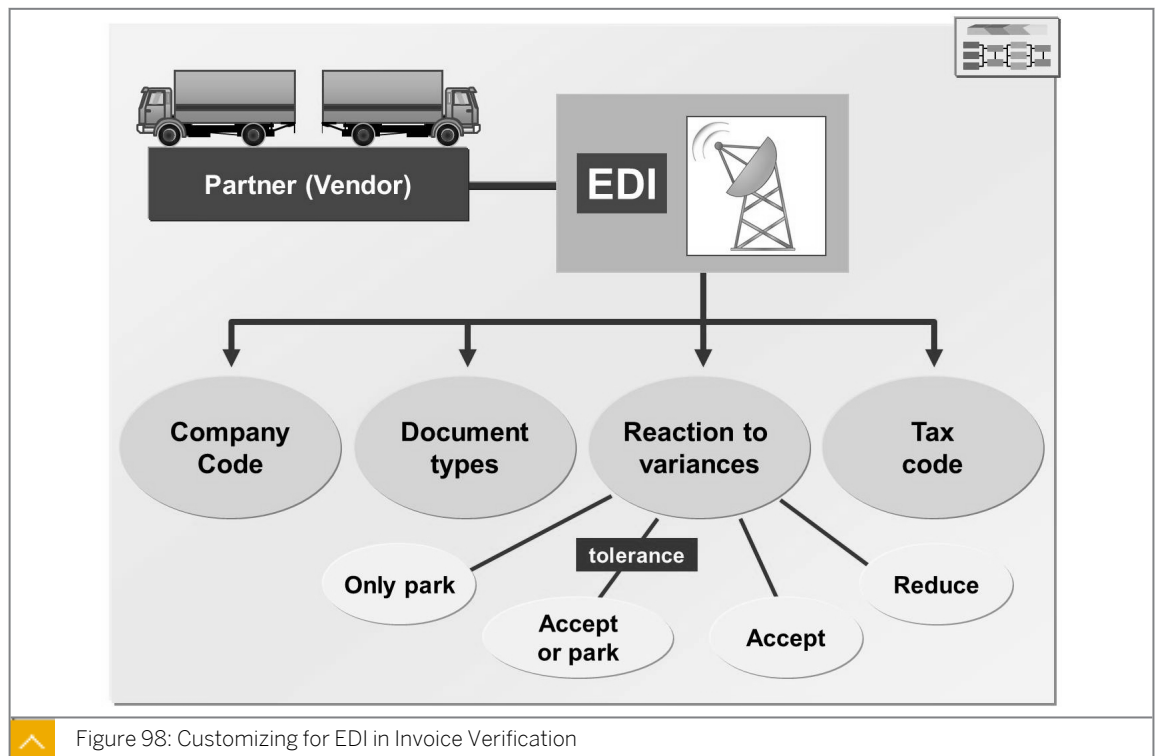 Partner (Vendor)
EDI
Company
Code
Document
types
Reaction to
variances
Tax
code
Only park
tolerance
Accept
or park
Accept
Reduce
Figure 98: Customizing for EDI in Invoice Verification